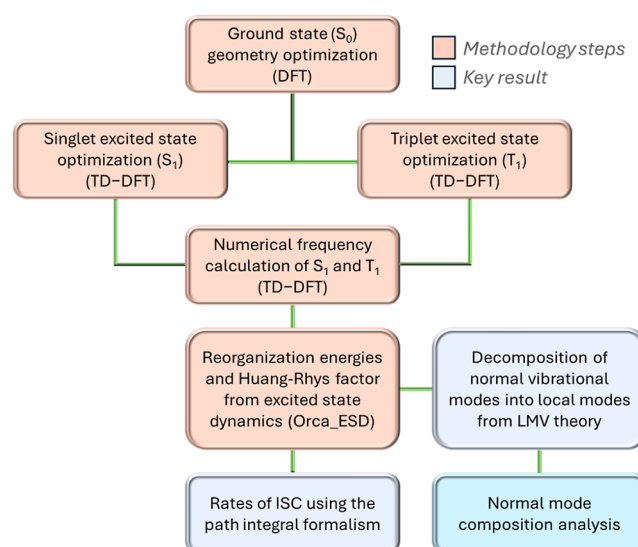 Ground state (S₀)
geometry optimization
(DFT)
Methodology steps
Key result
Singlet excited state
optimization (S₁)
(TD−DFT)
Triplet excited state
optimization (T₁)
(TD−DFT)
Numerical frequency
calculation of S₁ and T₁
(TD−DFT)
Reorganization energies
and Huang-Rhys factor
from excited state
dynamics (Orca_ESD)
Decomposition of
normal vibrational
modes into local modes
from LMV theory
Rates of ISC using the
path integral formalism
Normal mode
composition analysis